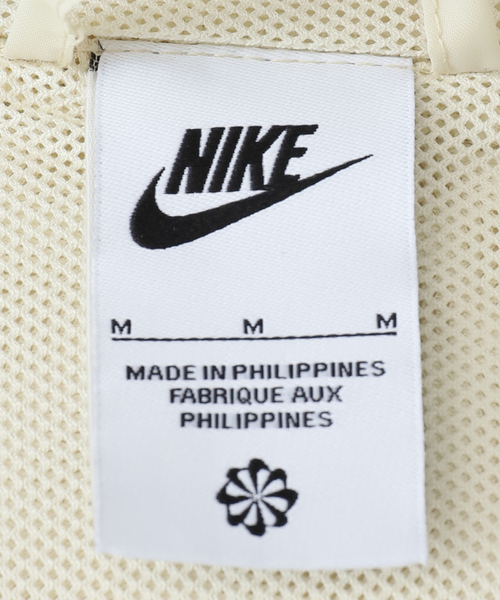 NIKE
M M M
MADE IN PHILIPPINES
FABRIQUE AUX
PHILIPPINES